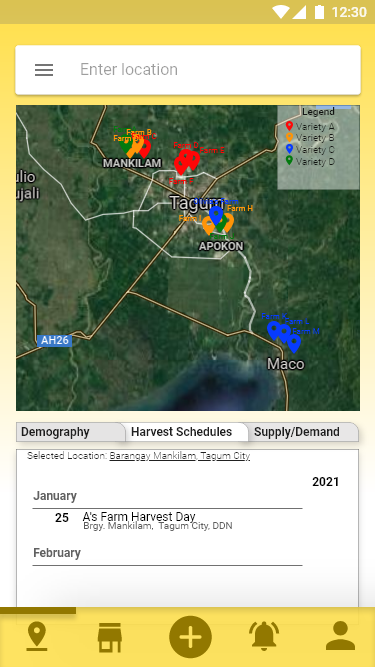 12:30
Enter location
Legend
Variety A
Variety B
Variety C
Variety D
Farm B
MANKILAM
ulio
ujali
Tagum
Farm H
APOKON
AH26
Maco
Demography Harvest Schedules Supply/Demand
Selected Location: Barangay Mankilam, Tagum City
2021
January
25 A's Farm Harvest Day
Brgy. Mankilam, Tagum City, DDN
February